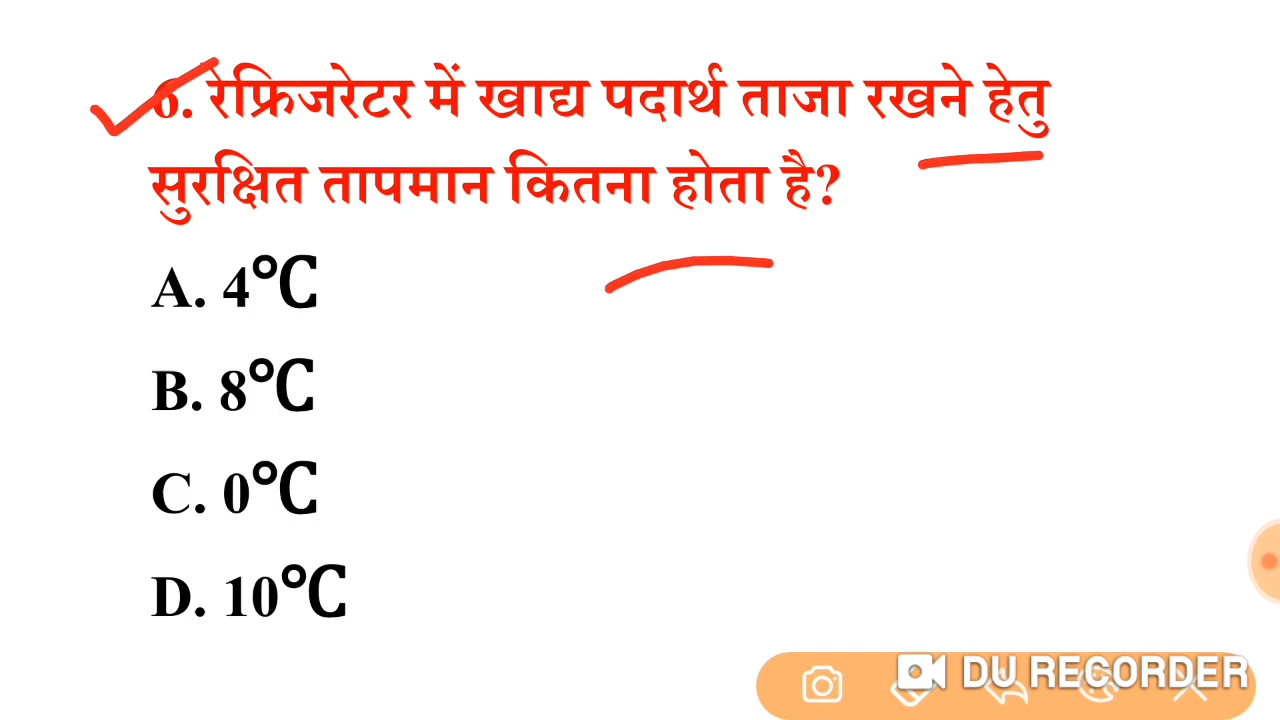 6. रेफ्रिजरेटर में खाद्य पदार्थ ताजा रखने हेतु
सुरक्षित तापमान कितना होता है?
A. 4℃
B. 8℃
C. 0℃
D. 10℃
DU RECORDER